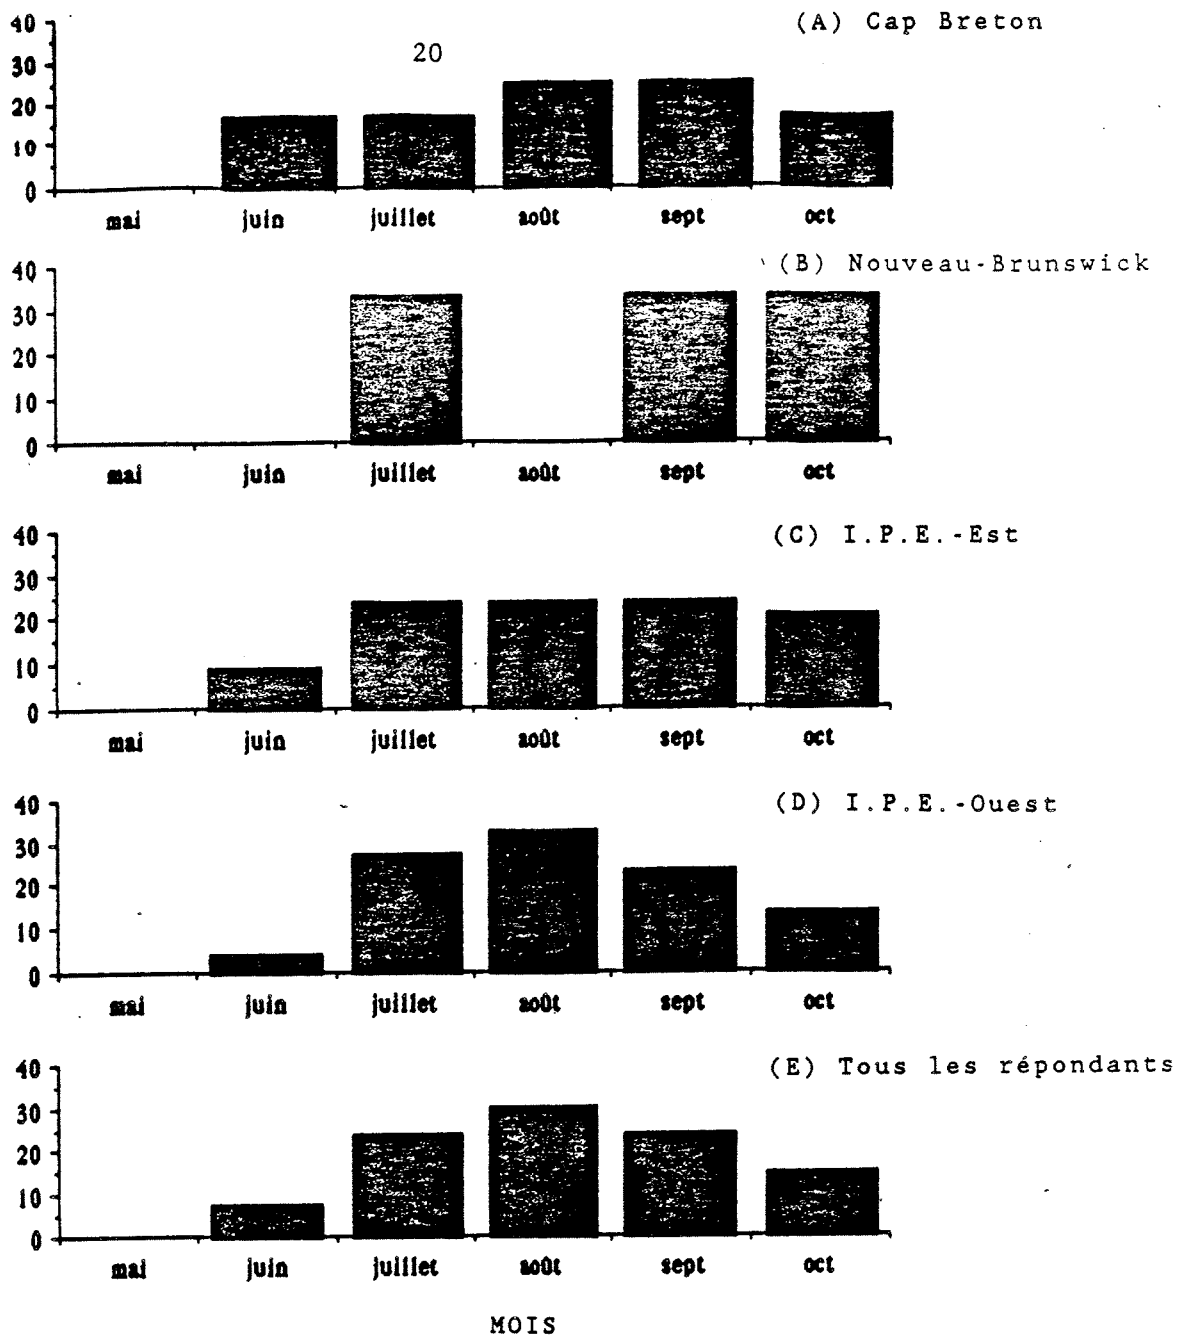 20
(A) Cap Breton
40
30
20
10
0
mai juin juillet août sept oct
(B) Nouveau-Brunswick
40
30
20
10
0
mai juin juillet août sept oct
(C) I.P.E.-Est
40
30
20
10
0
mai juin juillet août sept oct
(D) I.P.E.-Ouest
40
30
20
10
0
mai juin juillet août sept oct
(E) Tous les répondants
40
30
20
10
0
mai juin juillet août sept oct
MOIS